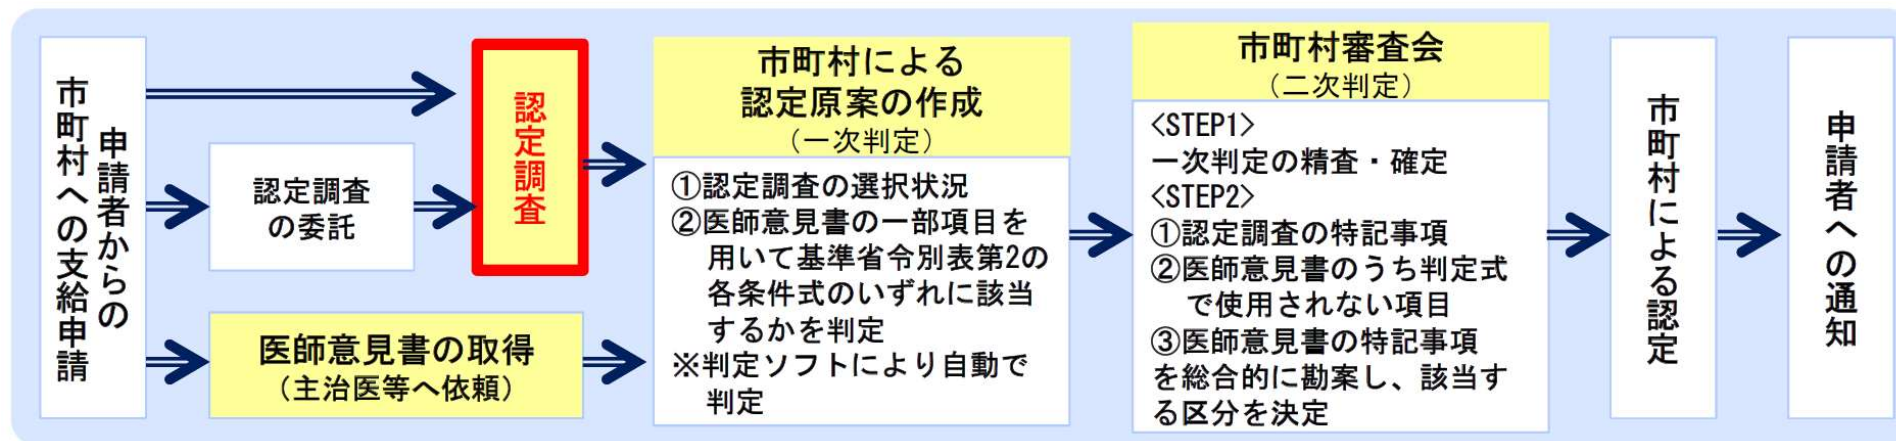 申請者からの
市町村への支給申請
認定調査
の委託
医師意見書の取得
（主治医等へ依頼）
認定調査
市町村による
認定原案の作成
（一次判定）
①認定調査の選択状況
②医師意見書の一部項目を
用いて基準省令別表第2の
各条件式のいずれに該当
するかを判定
※判定ソフトにより自動で
判定
市町村審査会
（二次判定）
<STEP1>
一次判定の精査・確定
<STEP2>
①認定調査の特記事項
②医師意見書のうち判定式
で使用されない項目
③医師意見書の特記事項
を総合的に勘案し、該当す
る区分を決定
市町村による認定
申請者への通知